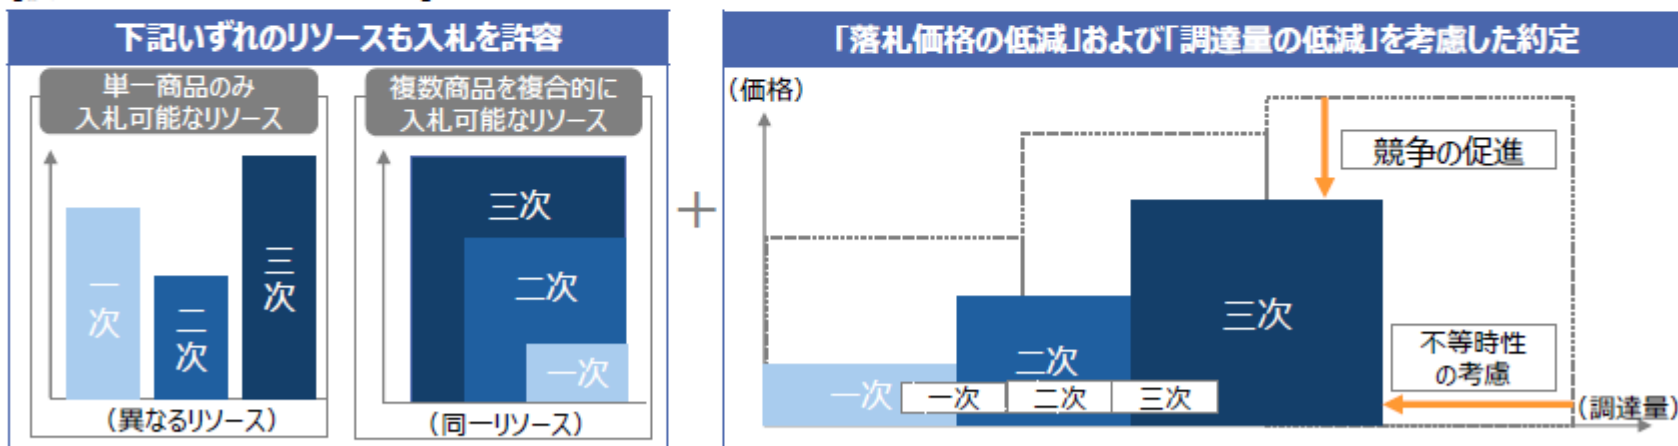 下記いずれのリソースも入札を許容
単一商品のみ
入札可能なリソース
一次
二次
三次
(異なるリソース)
複数商品を複合的に
入札可能なリソース
三次
二次
一次
(同一リソース)
＋
「落札価格の低減」および「調達量の低減」を考慮した約定
(価格)
競争の促進
三次
二次
一次
一次
二次
三次
不等時性
の考慮
(調達量)